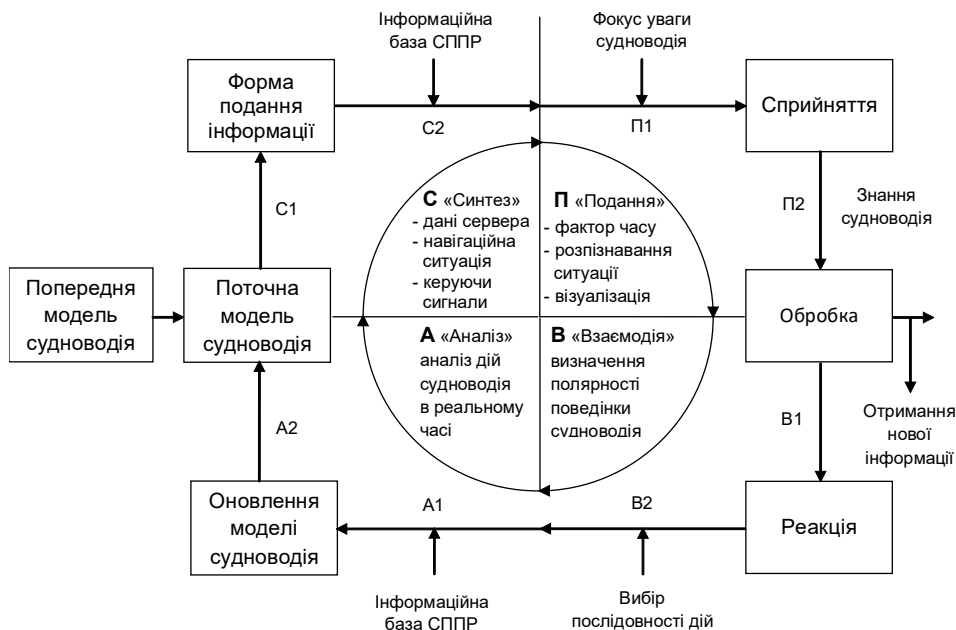 Інформаційна
база СППР
Фокус уваги
судноводія
Форма
подання
інформації
С2
П1
Сприйняття
С1
С «Синтез»
- дані сервера
- навігаційна
ситуація
- керуючи
сигнали
П «Подання»
- фактор часу
- розпізнавання
ситуації
- візуалізація
П2
Знання
судноводія
Попередня
модель
судноводія
Поточна
модель
судноводія
Обробка
А «Аналіз»
аналіз дій
судноводія
в реальному
часі
В «Взаємодія»
визначення
полярності
поведінки
судноводія
А2
В1
Отримання
нової
інформації
Оновлення
моделі
судноводія
А1
В2
Реакція
Інформаційна
база СППР
Вибір
послідовності дій